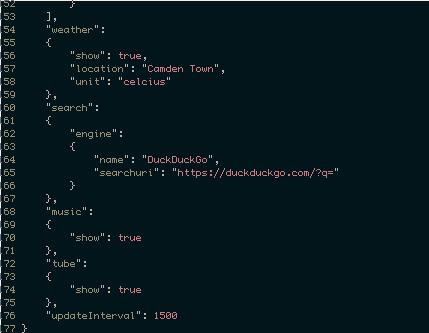 52         }
53     ],
54     "weather":
55     {
56         "show": true,
57         "location": "Camden Town",
58         "unit": "celcius"
59     },
60     "search":
61     {
62         "engine":
63         {
64             "name": "DuckDuckGo",
65             "searchuri": "https://duckduckgo.com/?q="
66         }
67     },
68     "music":
69     {
70         "show": true
71     },
72     "tube":
73     {
74         "show": true
75     },
76     "updateInterval": 1500
77 }